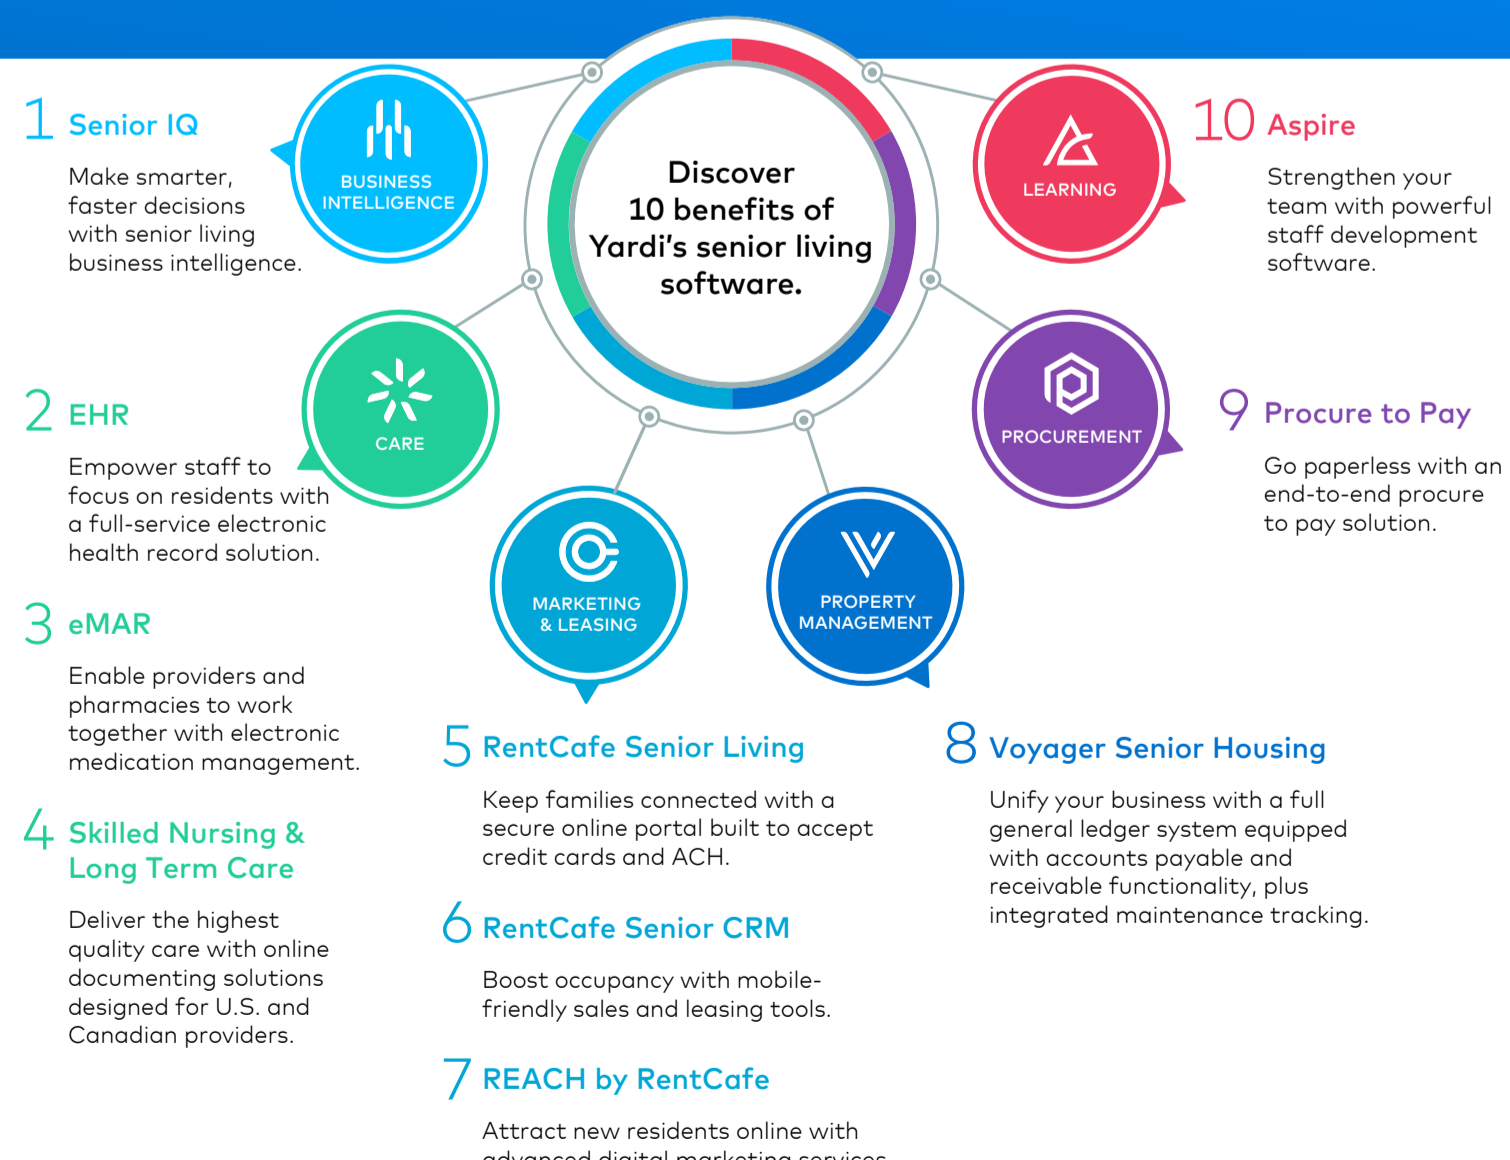 Discover
10 benefits of
Yardi's senior living
software.
BUSINESS
INTELLIGENCE
1 Senior IQ
Make smarter,
faster decisions
with senior living
business intelligence.
CARE
2 EHR
Empower staff to
focus on residents with
a full-service electronic
health record solution.
3 eMAR
Enable providers and
pharmacies to work
together with electronic
medication management.
4 Skilled Nursing &
Long Term Care
Deliver the highest
quality care with online
documenting solutions
designed for U.S. and
Canadian providers.
MARKETING
& LEASING
5 RentCafe Senior Living
Keep families connected with a
secure online portal built to accept
credit cards and ACH.
6 RentCafe Senior CRM
Boost occupancy with mobile-
friendly sales and leasing tools.
7 REACH by RentCafe
Attract new residents online with
advanced digital marketing services
PROPERTY
MANAGEMENT
8 Voyager Senior Housing
Unify your business with a full
general ledger system equipped
with accounts payable and
receivable functionality, plus
integrated maintenance tracking.
PROCUREMENT
9 Procure to Pay
Go paperless with an
end-to-end procure
to pay solution.
LEARNING
10 Aspire
Strengthen your
team with powerful
staff development
software.